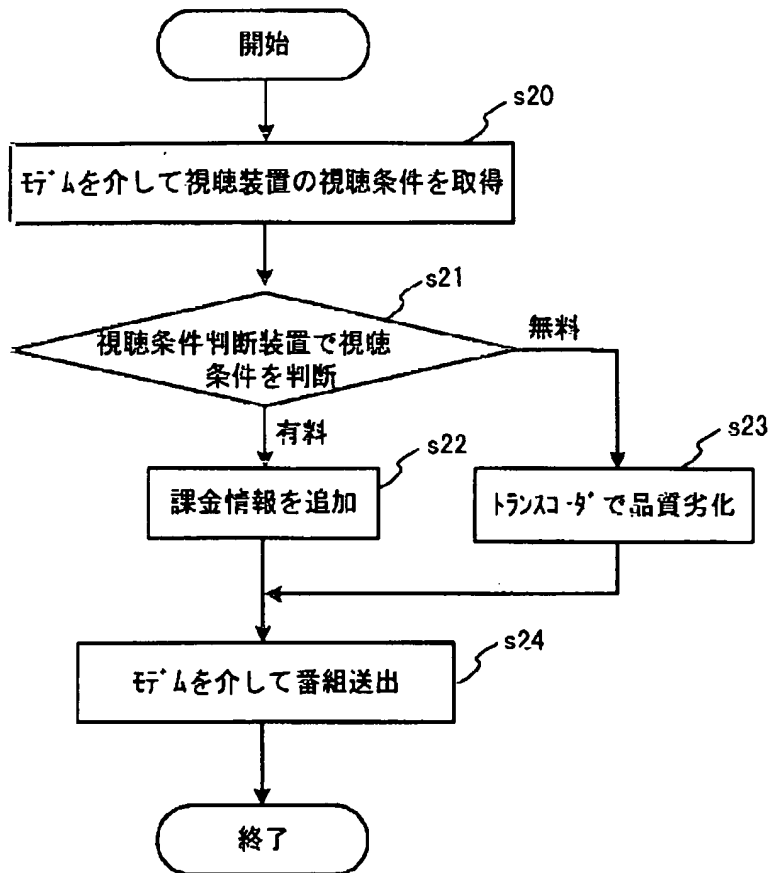 開始
s20
ﾓﾃﾞﾑを介して視聴装置の視聴条件を取得
s21
視聴条件判断装置で視聴
条件を判断
無料
有料
s22
s23
課金情報を追加
ﾄﾗﾝｽｺｰﾀﾞで品質劣化
s24
ﾓﾃﾞﾑを介して番組送出
終了